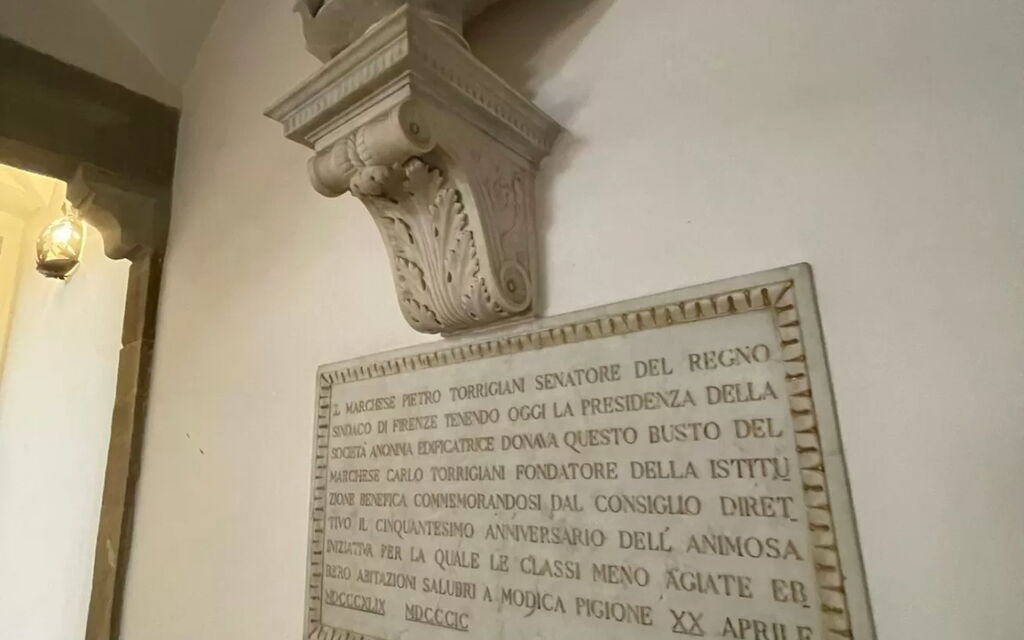 IL MARCHESE PIETRO TORRIGIANI SENATORE DEL REGNO
SINDACO DI FIRENZE TENENDO OGGI LA PRESIDENZA DELLA
SOCIETÀ ANONIMA EDIFICATRICE DONAVA QUESTO BUSTO DEL
MARCHESE CARLO TORRIGIANI FONDATORE DELLA ISTITU
ZIONE BENEFICA COMMEMORANDOSI DAL CONSIGLIO DIRET_
TIVO IL CINQUANTESIMO ANNIVERSARIO DELL' ANIMOSA
INIZIATIVA PER LA QUALE LE CLASSI MENO AGIATE EB_
BERO ABITAZIONI SALUBRI A MODICA PIGIONE XX APRILE
MDCCCXLIX MDCCCIC